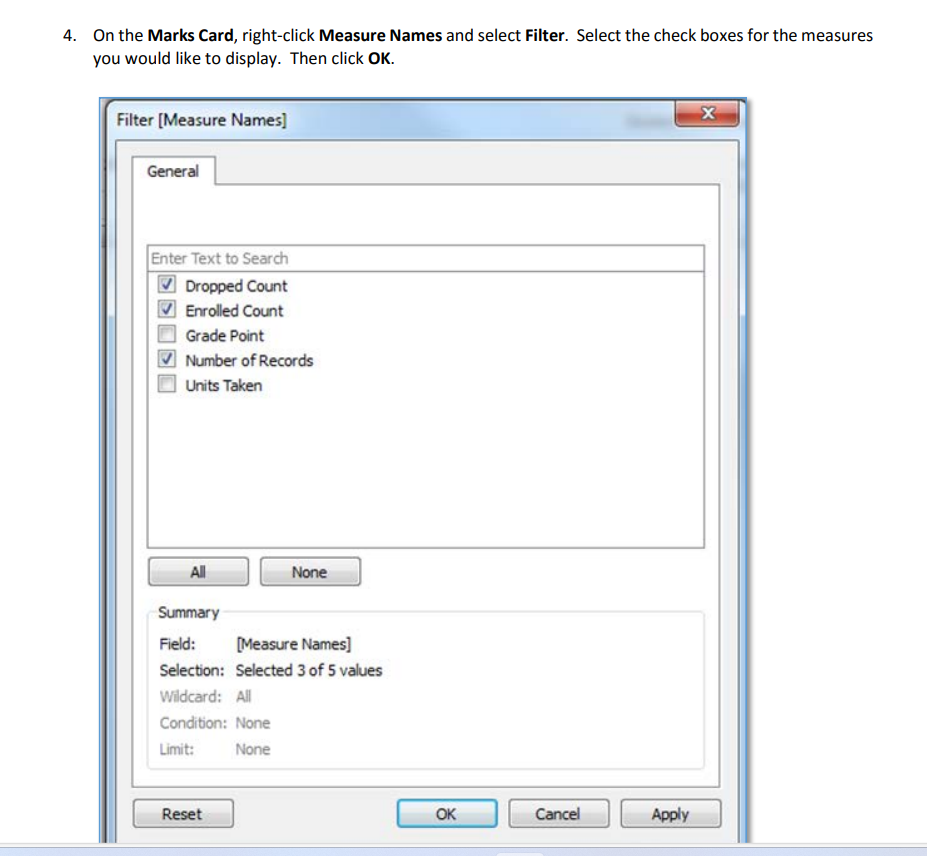 4. On the Marks Card, right-click Measure Names and select Filter. Select the check boxes for the measures
you would like to display. Then click OK.
Filter [Measure Names]
General
Enter Text to Search
Dropped Count
Enrolled Count
Grade Point
Number of Records
Units Taken
All None
Summary
Field: [Measure Names]
Selection: Selected 3 of 5 values
Wildcard: All
Condition: None
Limit: None
Reset OK Cancel Apply